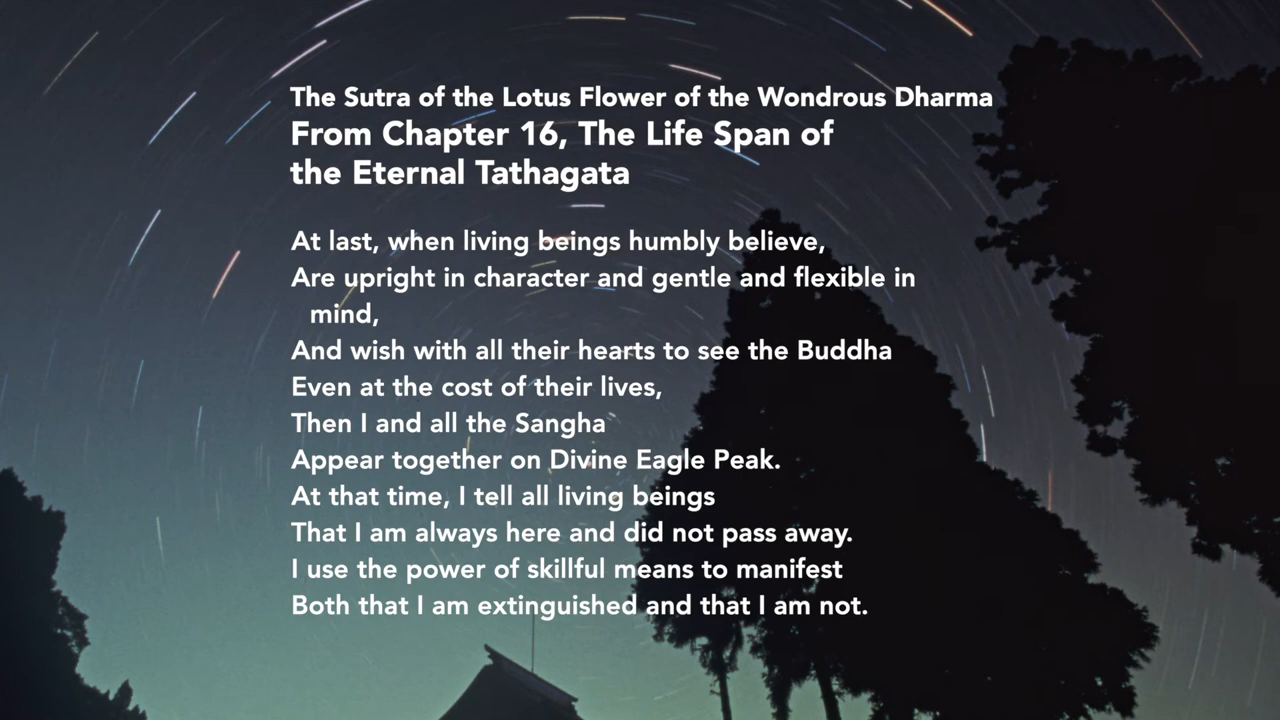 The Sutra of the Lotus Flower of the Wondrous Dharma
From Chapter 16, The Life Span of
the Eternal Tathagata
At last, when living beings humbly believe,
Are upright in character and gentle and flexible in
mind,
And wish with all their hearts to see the Buddha
Even at the cost of their lives,
Then I and all the Sangha
Appear together on Divine Eagle Peak.
At that time, I tell all living beings
That I am always here and did not pass away.
I use the power of skillful means to manifest
Both that I am extinguished and that I am not.